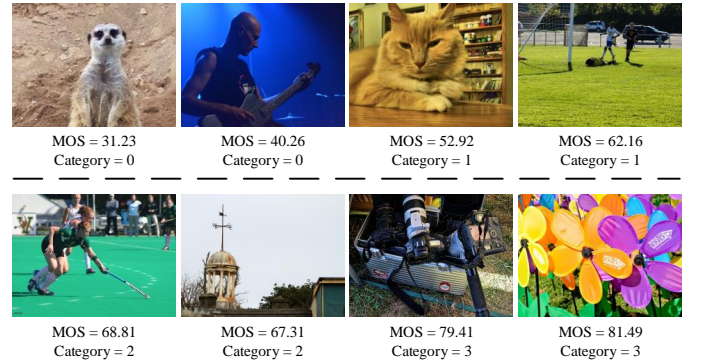 MOS = 31.23
Category = 0
MOS = 40.26
Category = 0
MOS = 52.92
Category = 1
MOS = 62.16
Category = 1
MOS = 68.81
Category = 2
MOS = 67.31
Category = 2
MOS = 79.41
Category = 3
MOS = 81.49
Category = 3